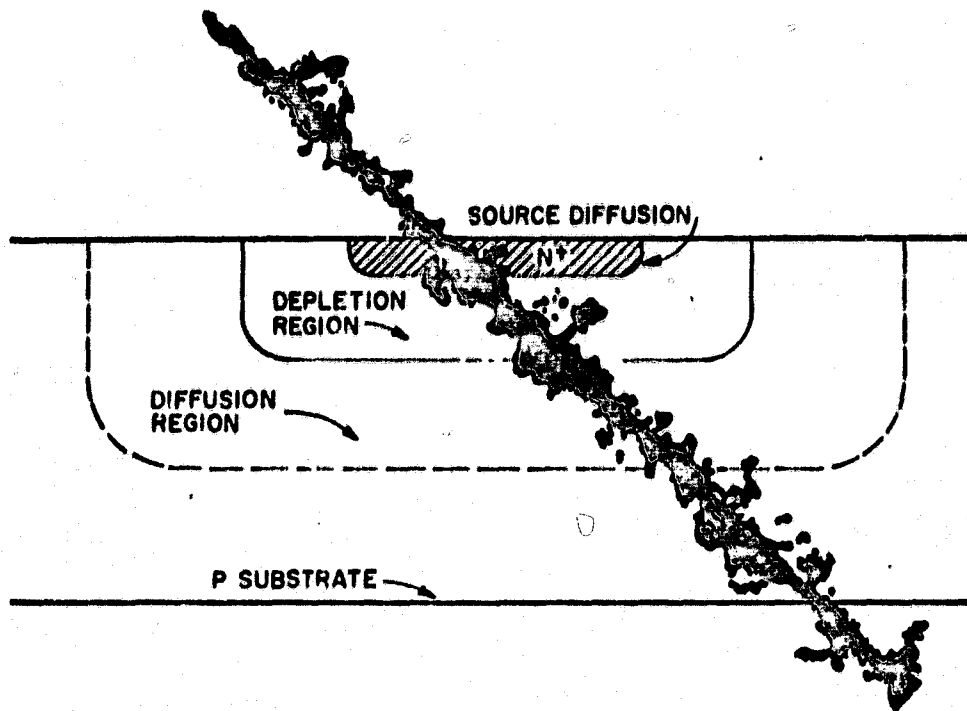 SOURCE DIFFUSION
N+
DEPLETION
REGION
DIFFUSION
REGION
P SUBSTRATE